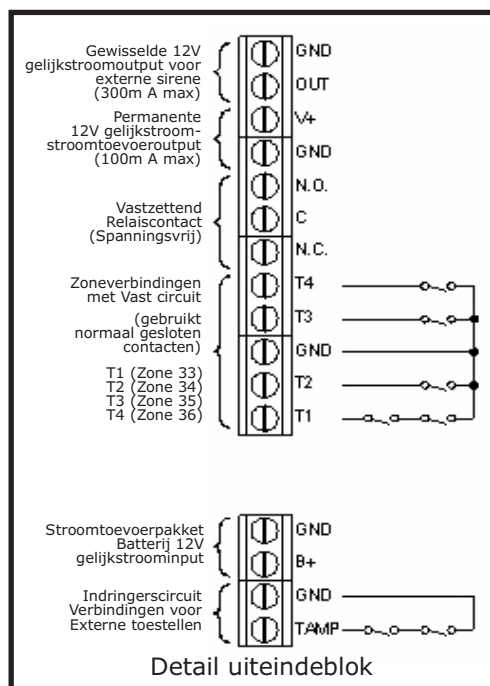 Gewisselde 12V
gelijkstroomoutput voor
externe sirene
(300m A max)
Permanente
12V gelijkstroom-
stroomtoevoeroutput
(100m A max)
Vastzettend
Relaiscontact
(Spanningsvrij)
Zoneverbindingen
met Vast circuit
(gebruikt
normaal gesloten
contacten)
T1 (Zone 33)
T2 (Zone 34)
T3 (Zone 35)
T4 (Zone 36)
GND
OUT
V+
GND
N.O.
C
N.C.
T4
T3
GND
T2
T1
Stroomtoevoerpakket
Batterij 12V
gelijkstroominput
Indringerscircuit
Verbindingen voor
Externe toestellen
GND
B+
GND
TAMP
Detail uiteindeblok